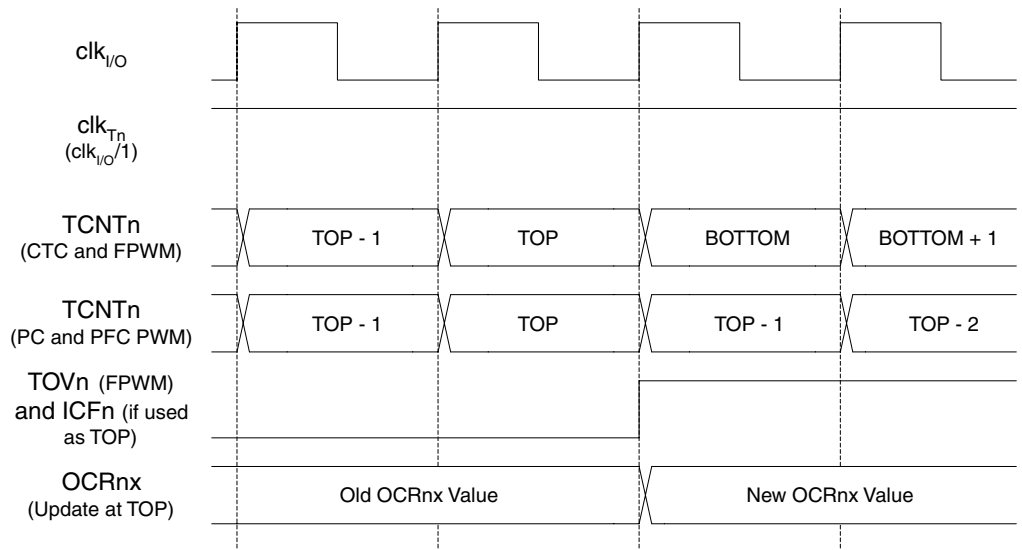 clkI/O
clkTn
(clkI/O/1)
TCNTn
(CTC and FPWM)
TOP - 1
TOP
BOTTOM
BOTTOM + 1
TCNTn
(PC and PFC PWM)
TOP - 1
TOP
TOP - 1
TOP - 2
TOVn (FPWM)
and ICFn (if used
as TOP)
OCRnx
(Update at TOP)
Old OCRnx Value
New OCRnx Value